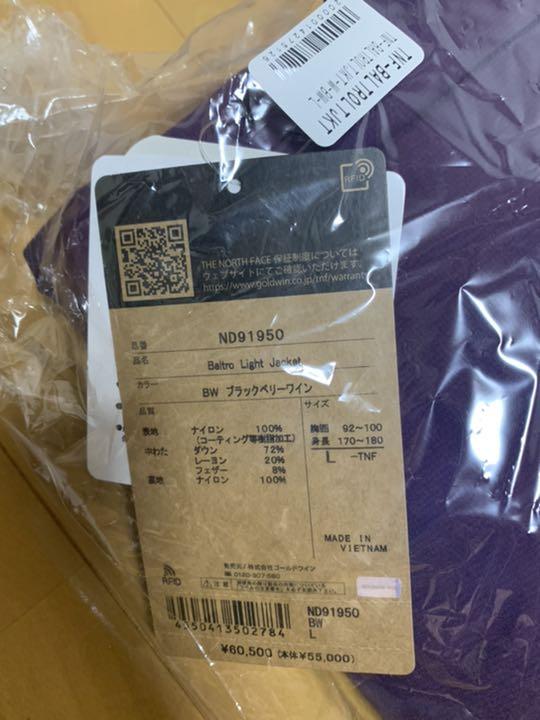 TNF-BALTROLTJKT
TNF-BALTROLTJKT-W-BW-L
RFID
THE NORTH FACE 保証制度については
ウェブサイトにてご確認いただけます。
https://www.goldwin.co.jp/tnf/warranty
品番 ND91950
品名 Baltro Light Jacket
カラー BW ブラックベリーワイン
品質 サイズ
表地 ナイロン 100%
(コーティング等樹脂加工)
中わた ダウン 72%
レーヨン 20%
フェザー 8%
裏地 ナイロン 100%
胸囲 92~100
身長 170~180
L -TNF
MADE IN
VIETNAM
発売元/株式会社ゴールドウイン
0120-307-560
RFID
ND91950
BW
L
¥60,500 (本体¥55,000)